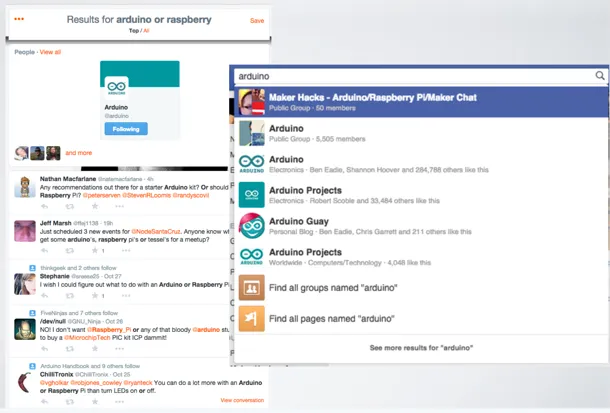 Results for arduino or raspberry
Save
Top / All
People · View all
ARDUINO
Arduino
@arduino
Following
and more
Nathan Macfarlane @natemacfarlane · 4h
Any recommendations out there for a starter Arduino kit? Or should
Raspberry Pi? @peterserven @StevenRLooms @randyscovil
Jeff Marsh @ffej1138 · 19h
Just scheduled 3 new events for @NodeSantaCruz. Anyone know
get some arduino's, raspberry pi's or tessel's for a meetup?
1
thinkgeek and 2 others follow
Stephanie @sreese25 · Oct 27
I wish I could figure out what to do with an Arduino or Raspberry Pi
FiveNinjas and 7 others follow
/dev/null @GNU_Ninja · Oct 26
NO! I don't want @Raspberry_Pi or any of that bloody @arduino stu
to buy a @MicrochipTech PIC kit ICP dammit!
1
Arduino Handbook and 9 others follow
ChilliTronix @ChilliTronix · Oct 25
@vgholkar @robjones_cowley @ryanteck You can do a lot more with an Arduino
or Raspberry Pi than turn LEDs on or off.
View conversation
arduino
Maker Hacks - Arduino/Raspberry Pi/Maker Chat
Public Group · 50 members
Arduino
Public Group · 5,505 members
Arduino
Electronics · Ben Eadie, Shannon Hoover and 284,788 others like this
ARDUINO
Arduino Projects
Electronics · Robert Scoble and 33,484 others like this
Arduino Guay
Personal Blog · Ben Eadie, Chris Garrett and 211 others like this
Arduino Projects
Worldwide · Computers/Technology · 4,048 like this
ARDUINO
Find all groups named "arduino"
Find all pages named "arduino"
See more results for "arduino"